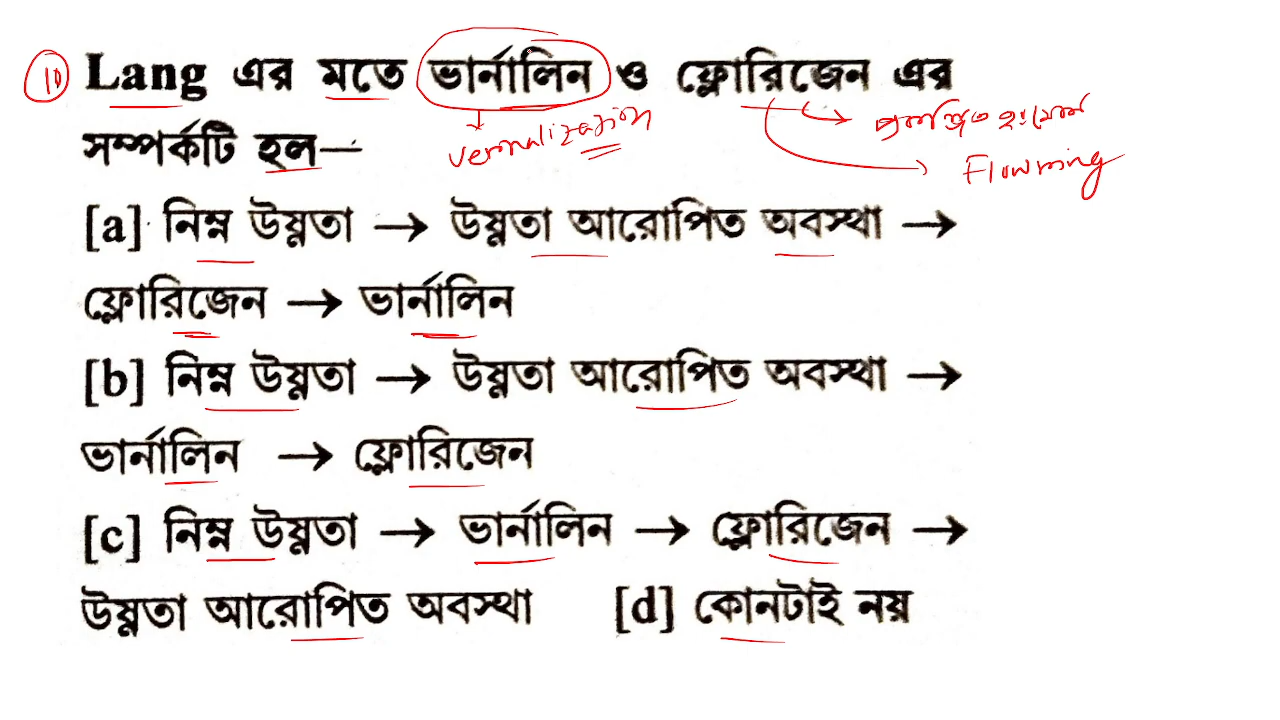 10 Lang এর মতে ভার্নালিন ও ফ্লোরিজেন এর
সম্পর্কটি হল—
vernalization
Flowring
[a] নিম্ন উষ্ণতা → উষ্ণতা আরোপিত অবস্থা →
ফ্লোরিজেন → ভার্নালিন
[b] নিম্ন উষ্ণতা → উষ্ণতা আরোপিত অবস্থা →
ভার্নালিন → ফ্লোরিজেন
[c] নিম্ন উষ্ণতা → ভার্নালিন → ফ্লোরিজেন →
উষ্ণতা আরোপিত অবস্থা [d] কোনটাই নয়